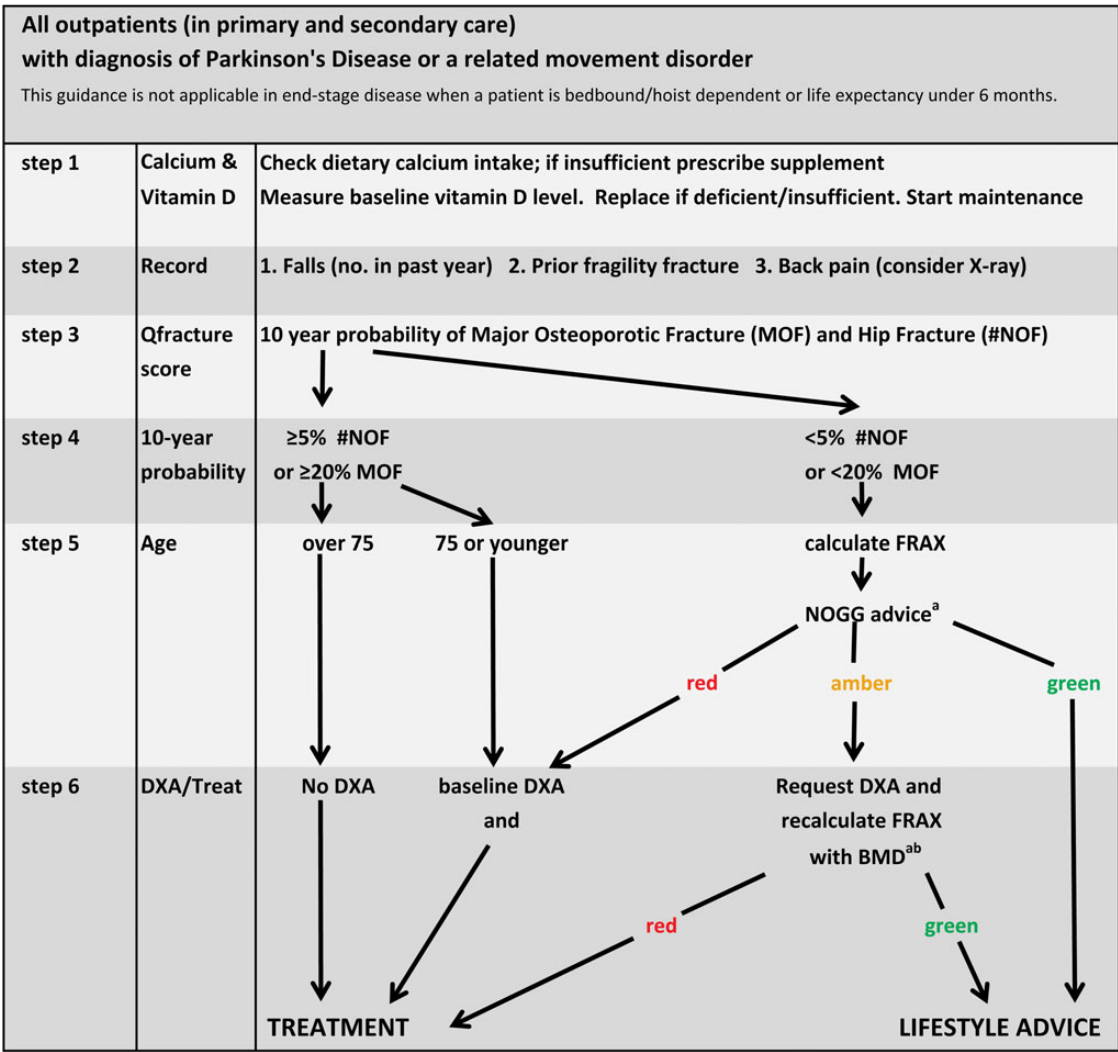 All outpatients (in primary and secondary care)
with diagnosis of Parkinson's Disease or a related movement disorder
This guidance is not applicable in end-stage disease when a patient is bedbound/hoist dependent or life expectancy under 6 months.
step 1
Calcium &
Vitamin D
Check dietary calcium intake; if insufficient prescribe supplement
Measure baseline vitamin D level.  Replace if deficient/insufficient. Start maintenance
step 2
Record
1. Falls (no. in past year)   2. Prior fragility fracture   3. Back pain (consider X-ray)
step 3
Qfracture
score
10 year probability of Major Osteoporotic Fracture (MOF) and Hip Fracture (#NOF)
step 4
10-year
probability
≥5%  #NOF
or ≥20% MOF
<5%  #NOF
or <20%  MOF
step 5
Age
over 75
75 or younger
calculate FRAX
NOGG advice^a
red
amber
green
step 6
DXA/Treat
No DXA
baseline DXA
and
Request DXA and
recalculate FRAX
with BMD^ab
red
green
TREATMENT
LIFESTYLE ADVICE